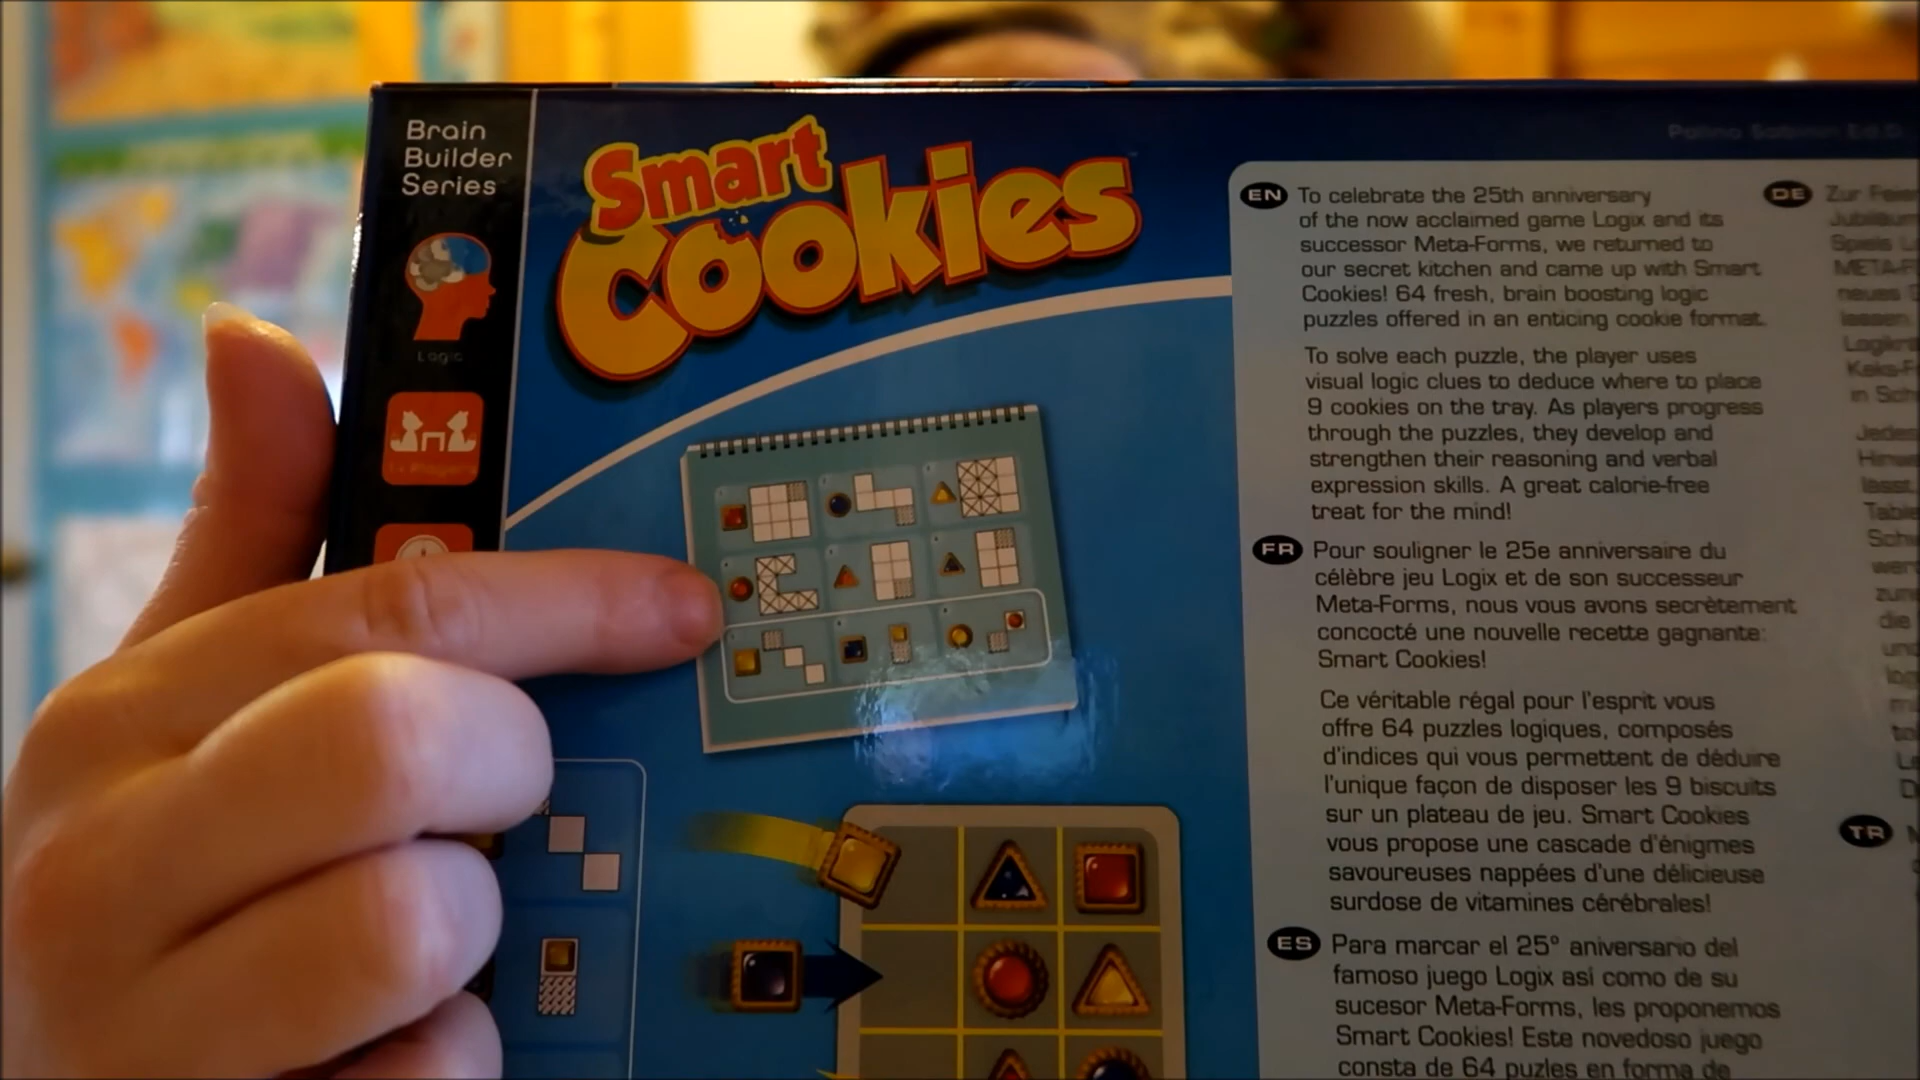 Brain
Builder
Series
Logic
1+ Players
Smart
Cookies
EN To celebrate the 25th anniversary
of the now acclaimed game Logix and its
successor Meta-Forms, we returned to
our secret kitchen and came up with Smart
Cookies! 64 fresh, brain boosting logic
puzzles offered in an enticing cookie format.
To solve each puzzle, the player uses
visual logic clues to deduce where to place
9 cookies on the tray. As players progress
through the puzzles, they develop and
strengthen their reasoning and verbal
expression skills. A great calorie-free
treat for the mind!
FR Pour souligner le 25e anniversaire du
célèbre jeu Logix et de son successeur
Meta-Forms, nous vous avons secrètement
concocté une nouvelle recette gagnante:
Smart Cookies!
Ce véritable régal pour l'esprit vous
offre 64 puzzles logiques, composés
d'indices qui vous permettent de déduire
l'unique façon de disposer les 9 biscuits
sur un plateau de jeu. Smart Cookies
vous propose une cascade d'énigmes
savoureuses nappées d'une délicieuse
surdose de vitamines cérébrales!
ES Para marcar el 25º aniversario del
famoso juego Logix así como de su
sucesor Meta-Forms, les proponemos
Smart Cookies! Este novedoso juego
consta de 64 puzles en forma de
DE Zur
Spiels
neues
in
Jedes
TR